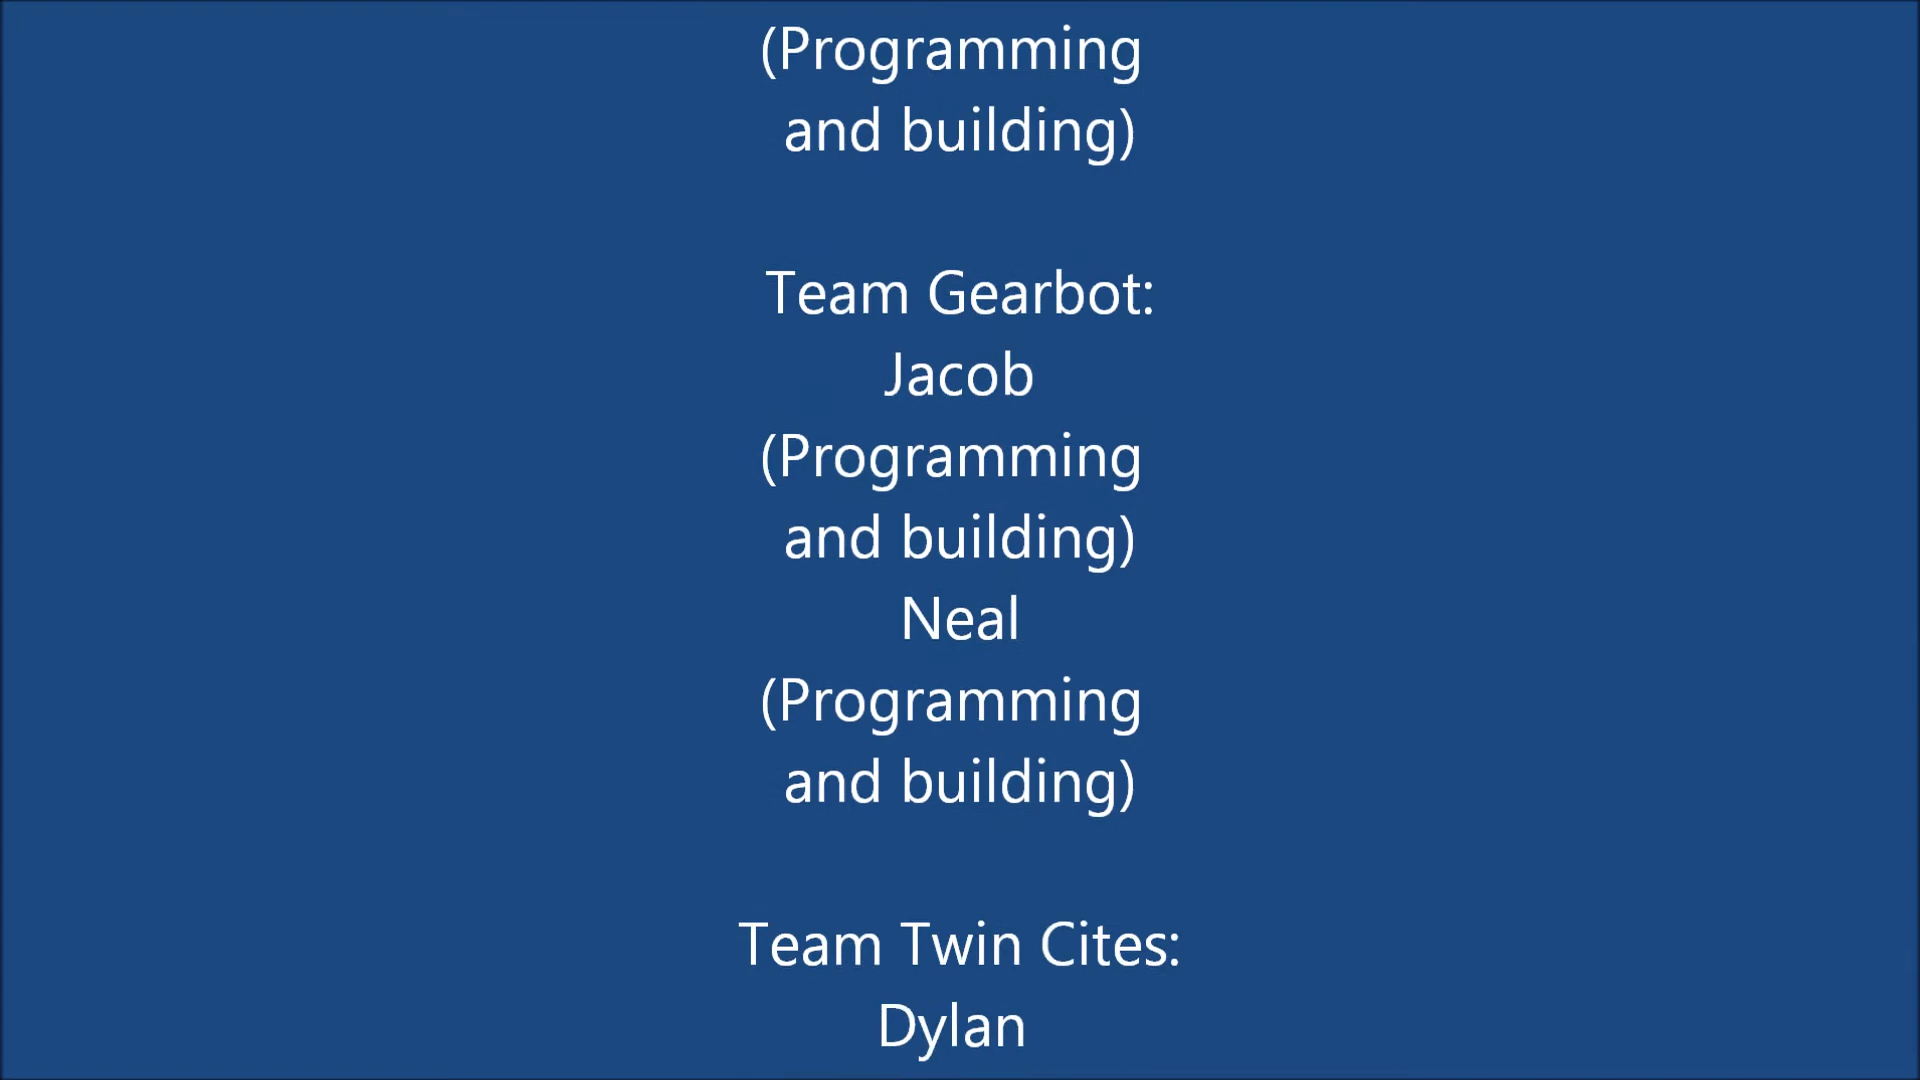 (Programming
and building)
Team Gearbot:
Jacob
(Programming
and building)
Neal
(Programming
and building)
Team Twin Cites:
Dylan